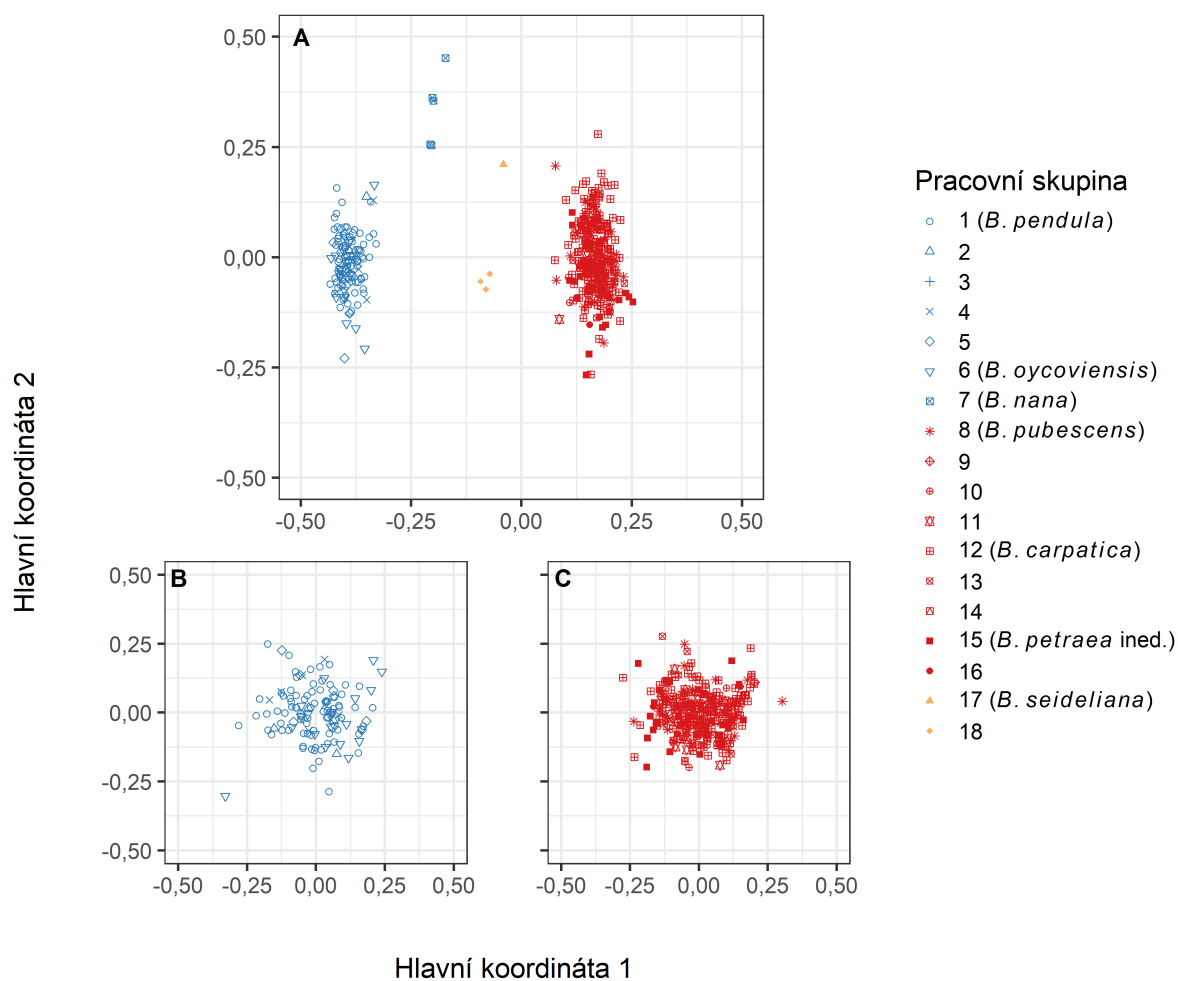 A
0,50
0,25
0,00
-0,25
-0,50
-0,50 -0,25 0,00 0,25 0,50
Hlavní koordináta 2
B
0,50
0,25
0,00
-0,25
-0,50
-0,50 -0,25 0,00 0,25 0,50
C
-0,50 -0,25 0,00 0,25 0,50
Hlavní koordináta 1
Pracovní skupina
1 (B. pendula)
2
3
4
5
6 (B. oycoviensis)
7 (B. nana)
8 (B. pubescens)
9
10
11
12 (B. carpatica)
13
14
15 (B. petraea ined.)
16
17 (B. seideliana)
18